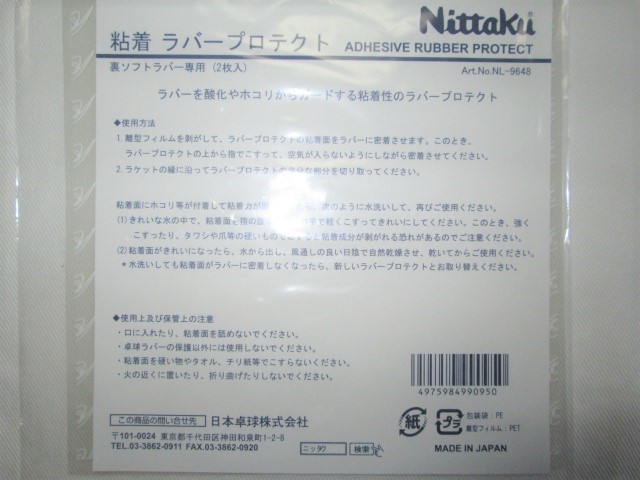 Nittaku
粘着 ラバープロテクト ADHESIVE RUBBER PROTECT
裏ソフトラバー専用(2枚入) Art.No.NL-9648
ラバーを酸化やホコリからガードする粘着性のラバープロテクト
◆使用方法
1. 離型フィルムを剥がして、ラバープロテクトの粘着面をラバーに密着させます。このとき、
ラバープロテクトの上から指でこすって、空気が入らないようにしながら密着させてください。
2. ラケットの縁に沿ってラバープロテクトの余分な部分を切り取ってください。
粘着面にホコリ等が付着して粘着力が 次のように水洗いして、再びご使用ください。
(1)きれいな水の中で、粘着面を指の腹 軽くこすってきれいにしてください。このとき、強く
こすったり、タワシや爪等の硬いもので と粘着成分が剥がれる恐れがあるのでご注意ください。
(2)粘着面がきれいになったら、水から出し、風通しの良い日陰で自然乾燥させ、乾いてからご使用ください。
*水洗いしても粘着面がラバーに密着しなくなったら、新しいラバープロテクトとお取り替えください。
◆使用上及び保管上の注意
・口に入れたり、粘着面を舐めないでください。
・卓球ラバーの保護以外には使用しないでください。
・粘着面を硬い物やタオル、チリ紙等でこすらないでください。
・火の近くに置いたり、折り曲げたりしないでください。
4975984990950
この商品の問い合せ先 日本卓球株式会社
〒101-0024 東京都千代田区神田和泉町1-2-8
TEL.03-3862-0911 FAX.03-3862-0920
ニッタク 検索
紙 プラ 包装袋:PE
離型フィルム:PET
MADE IN JAPAN